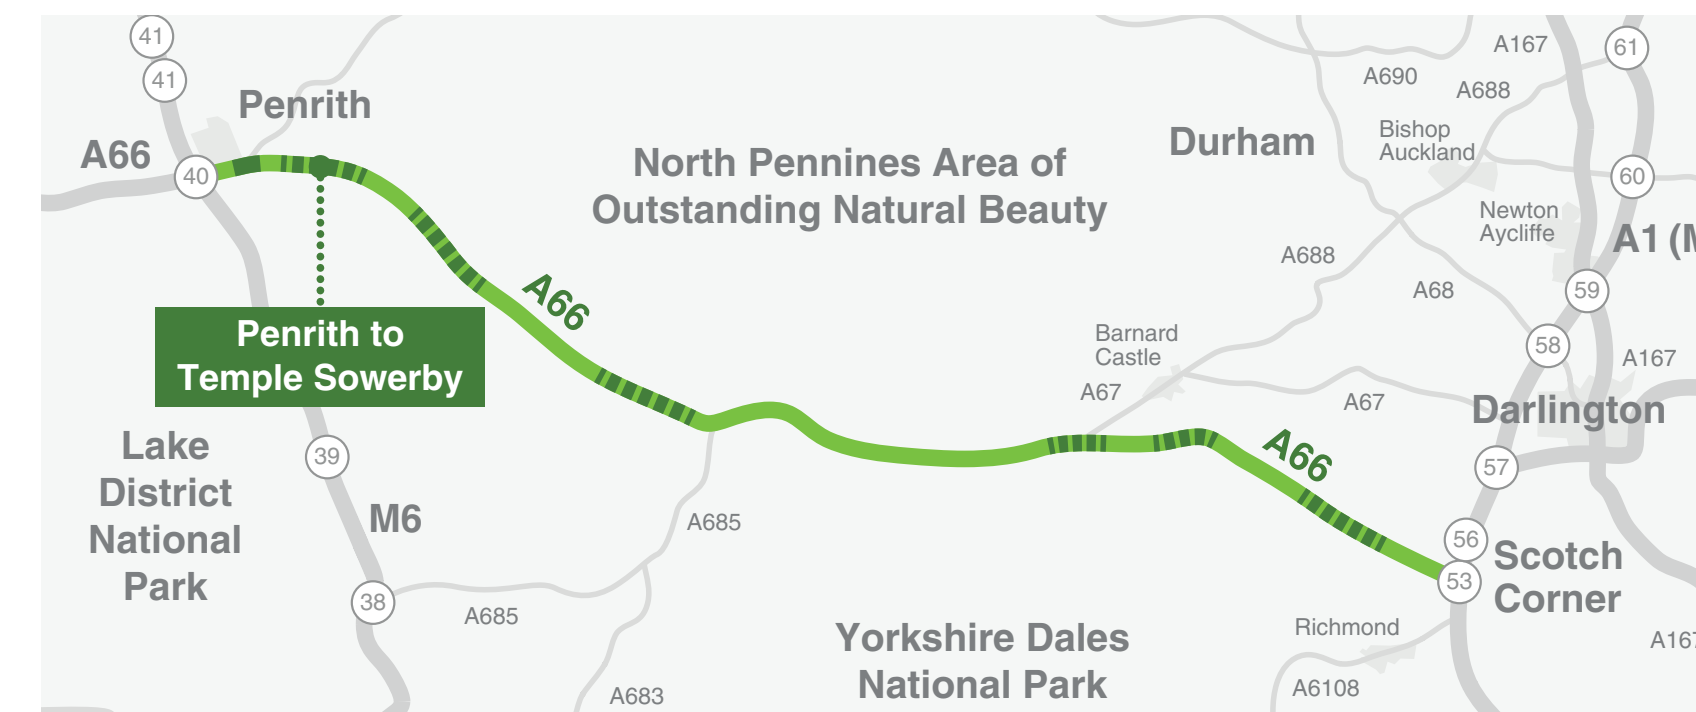 41
41
Penrith
A66
40
North Pennines Area of
Outstanding Natural Beauty
Durham
A167
61
A690
A688
Bishop
Auckland
60
Newton
Aycliffe
A1 (M
A688
A68
59
58
A167
A66
Penrith to
Temple Sowerby
Barnard
Castle
A67
A67
Darlington
Lake
District
National
Park
39
M6
A66
57
A685
56
53
Scotch
Corner
38
A685
Yorkshire Dales
National Park
Richmond
A167
A683
A6108